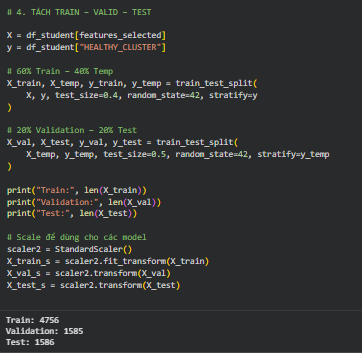 # 4. TÁCH TRAIN – VALID – TEST
X = df_student[features_selected]
y = df_student["HEALTHY_CLUSTER"]
# 60% Train – 40% Temp
X_train, X_temp, y_train, y_temp = train_test_split(
X, y, test_size=0.4, random_state=42, stratify=y
)
# 20% Validation – 20% Test
X_val, X_test, y_val, y_test = train_test_split(
X_temp, y_temp, test_size=0.5, random_state=42, stratify=y_temp
)
print("Train:", len(X_train))
print("Validation:", len(X_val))
print("Test:", len(X_test))
# Scale để dùng cho các model
scaler2 = StandardScaler()
X_train_s = scaler2.fit_transform(X_train)
X_val_s = scaler2.transform(X_val)
X_test_s = scaler2.transform(X_test)
Train: 4756
Validation: 1585
Test: 1586